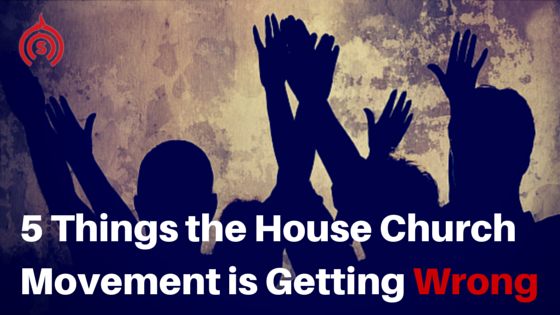 S
5 Things the House Church
Movement is Getting Wrong